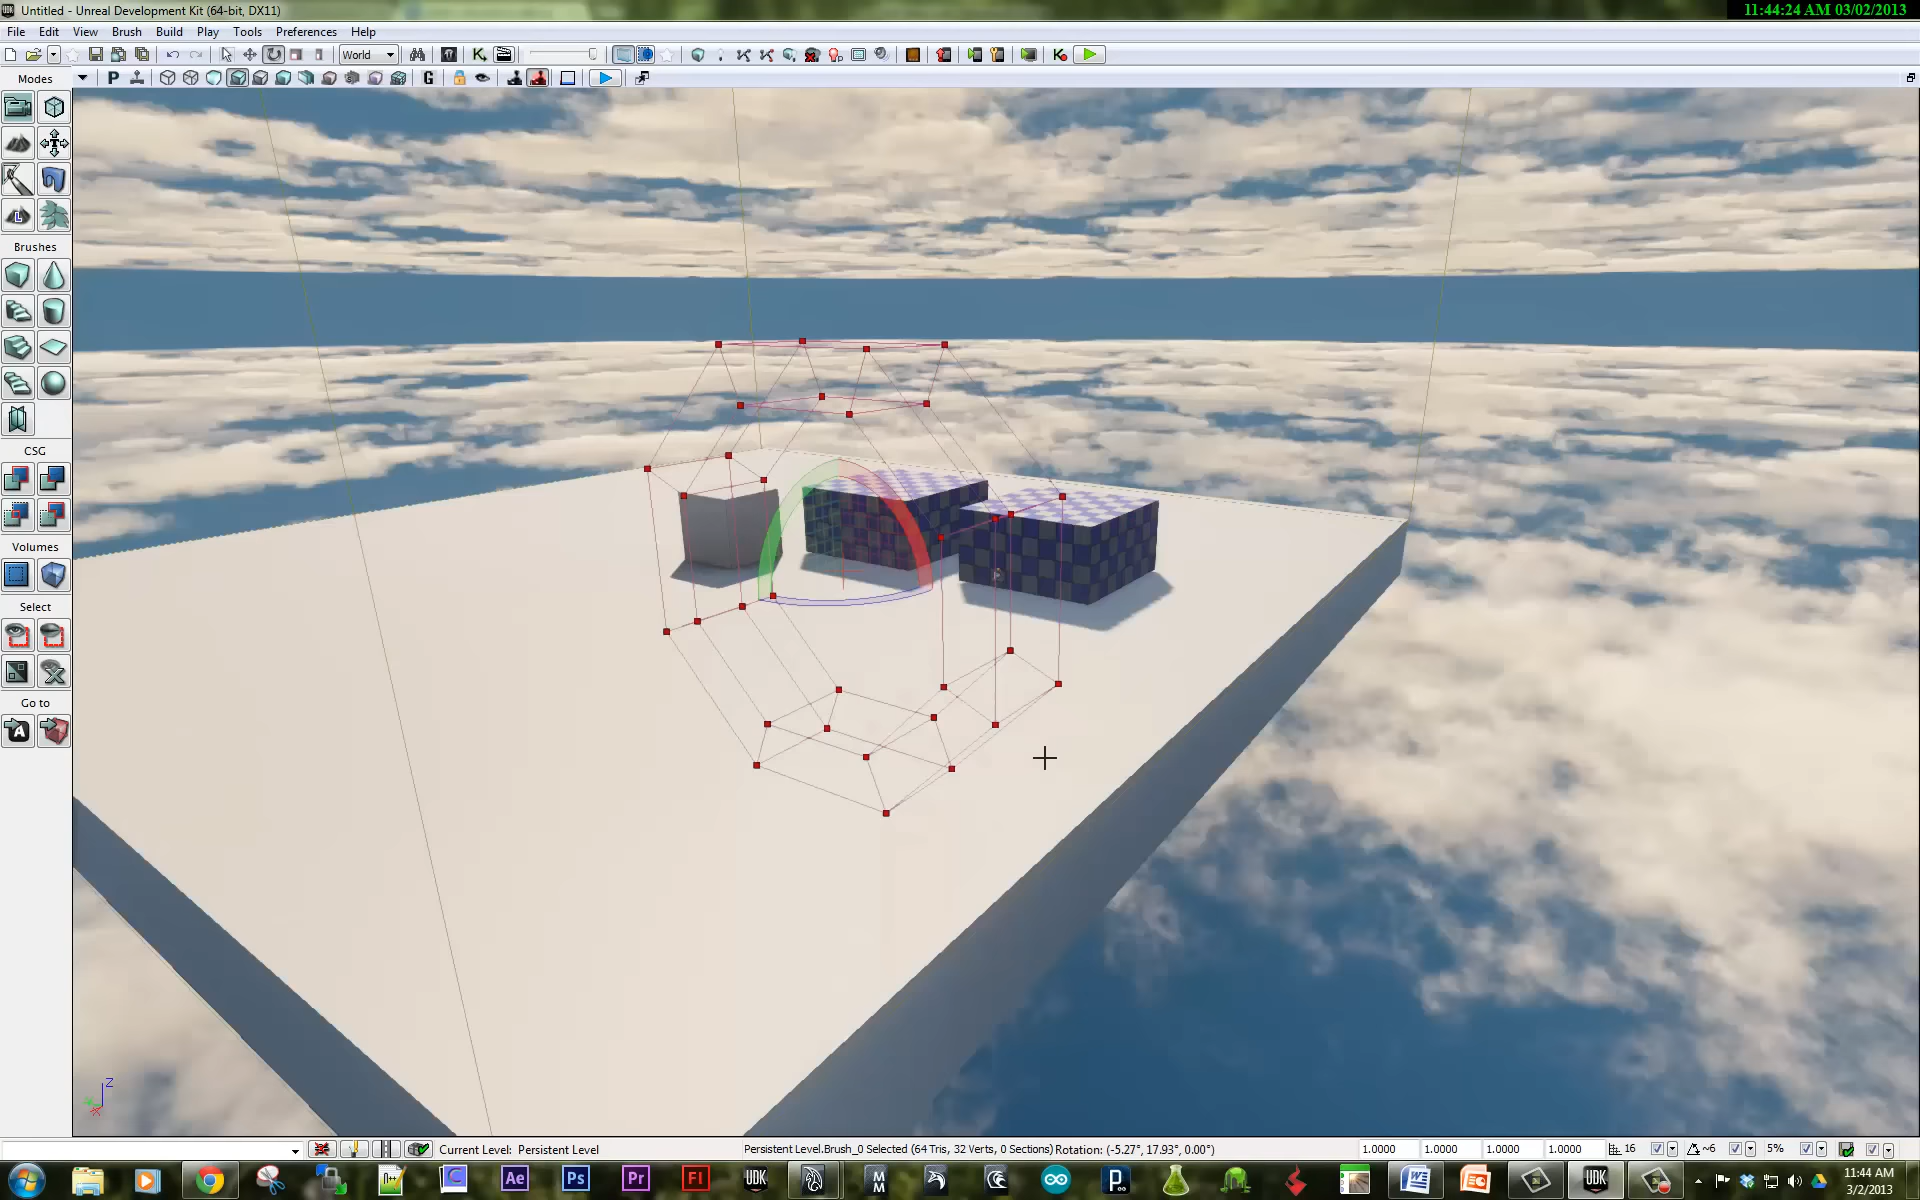 Untitled - Unreal Development Kit (64-bit, DX11)
11:44:24 AM 03/02/2013
File Edit View Brush Build Play Tools Preferences Help
World
Modes
P
G
L
Brushes
CSG
Volumes
Select
Go to
A
Z
Current Level: Persistent Level
Persistent Level.Brush_0 Selected (64 Tris, 32 Verts, 0 Sections) Rotation: (-5.27°, 17.93°, 0.00°)
1.0000 1.0000 1.0000 1.0000 16 ~6 5%
n++ C Ae Ps Pr Fl UDK M M P UDK
11:44 AM
3/2/2013